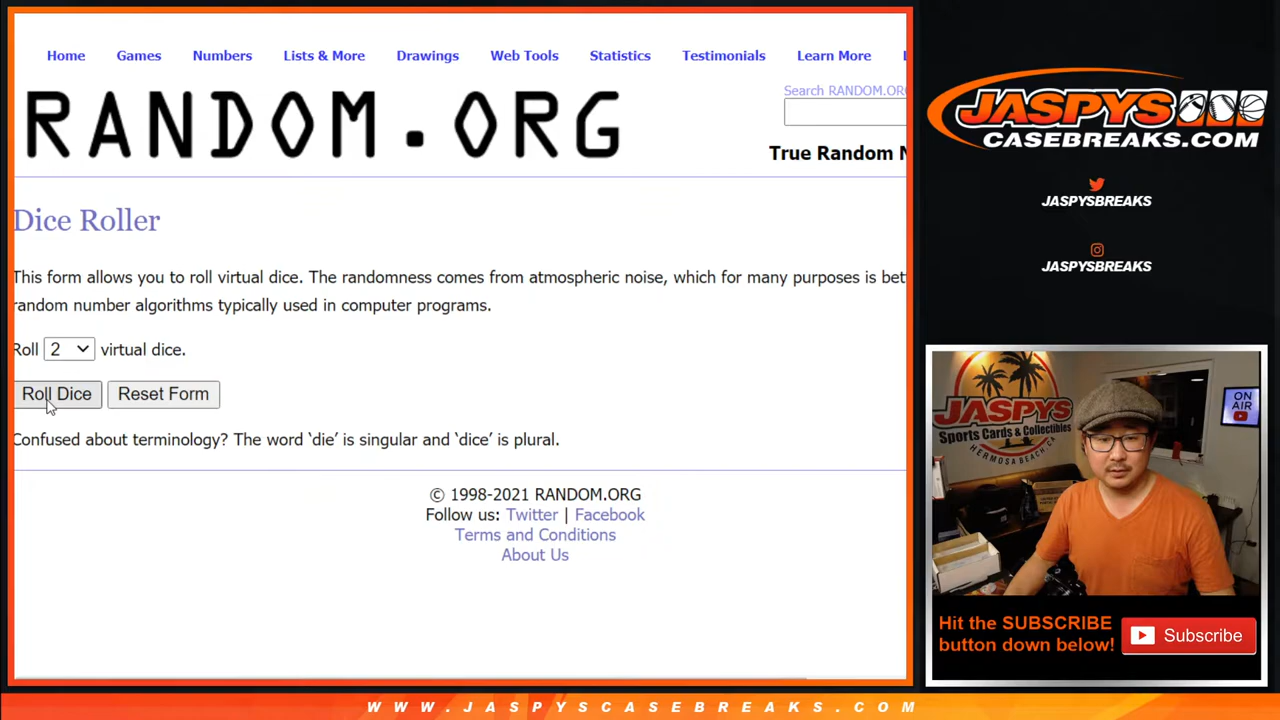 Home Games Numbers Lists & More Drawings Web Tools Statistics Testimonials Learn More
RANDOM.ORG
Search RANDOM.OR
True Random N
Dice Roller
This form allows you to roll virtual dice. The randomness comes from atmospheric noise, which for many purposes is bet
random number algorithms typically used in computer programs.
Roll 2 virtual dice.
Roll Dice Reset Form
Confused about terminology? The word ‘die’ is singular and ‘dice’ is plural.
© 1998-2021 RANDOM.ORG
Follow us: Twitter | Facebook
Terms and Conditions
About Us
JASPYS
CASEBREAKS.COM
JASPYSBREAKS
JASPYSBREAKS
JASPYS
Sports Cards & Collectibles
HERMOSA BEACH, CA
ON
AIR
Hit the SUBSCRIBE
button down below!
Subscribe
WWW.JASPYSCASEBREAKS.COM